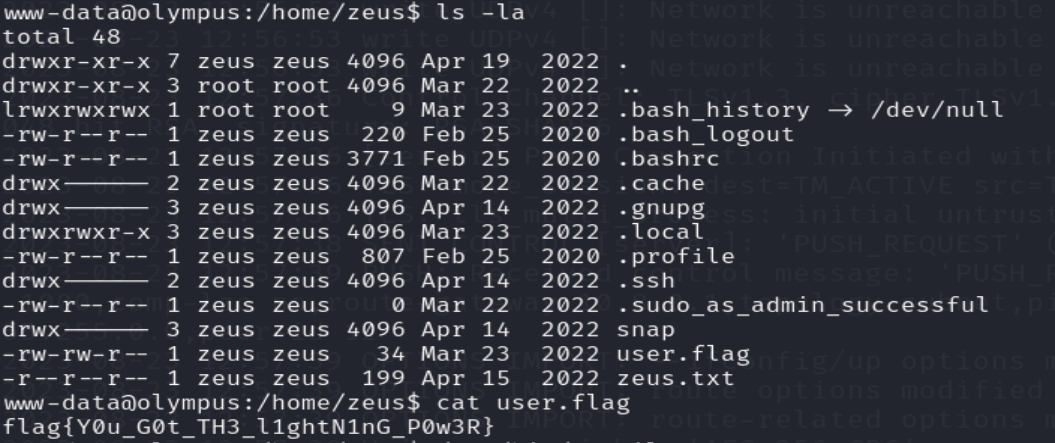 www-data@olympus:/home/zeus$ ls -la
total 48
drwxr-xr-x 7 zeus zeus 4096 Apr 19  2022 .
drwxr-xr-x 3 root root 4096 Mar 22  2022 ..
lrwxrwxrwx 1 root root    9 Mar 23  2022 .bash_history → /dev/null
-rw-r--r-- 1 zeus zeus  220 Feb 25  2020 .bash_logout
-rw-r--r-- 1 zeus zeus 3771 Feb 25  2020 .bashrc
drwx------ 2 zeus zeus 4096 Mar 22  2022 .cache
drwx------ 3 zeus zeus 4096 Apr 14  2022 .gnupg
drwxrwxr-x 3 zeus zeus 4096 Mar 23  2022 .local
-rw-r--r-- 1 zeus zeus  807 Feb 25  2020 .profile
drwx------ 2 zeus zeus 4096 Apr 14  2022 .ssh
-rw-r--r-- 1 zeus zeus    0 Mar 22  2022 .sudo_as_admin_successful
drwx------ 3 zeus zeus 4096 Apr 14  2022 snap
-rw-rw-r-- 1 zeus zeus   34 Mar 23  2022 user.flag
-r--r--r-- 1 zeus zeus  199 Apr 15  2022 zeus.txt
www-data@olympus:/home/zeus$ cat user.flag
flag{Y0u_G0t_TH3_l1ghtN1nG_P0w3R}